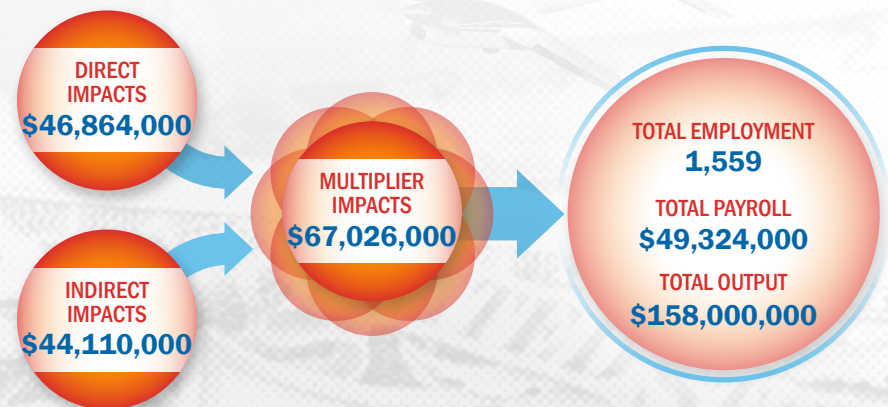 DIRECT
IMPACTS
$46,864,000
INDIRECT
IMPACTS
$44,110,000
MULTIPLIER
IMPACTS
$67,026,000
TOTAL EMPLOYMENT
1,559
TOTAL PAYROLL
$49,324,000
TOTAL OUTPUT
$158,000,000